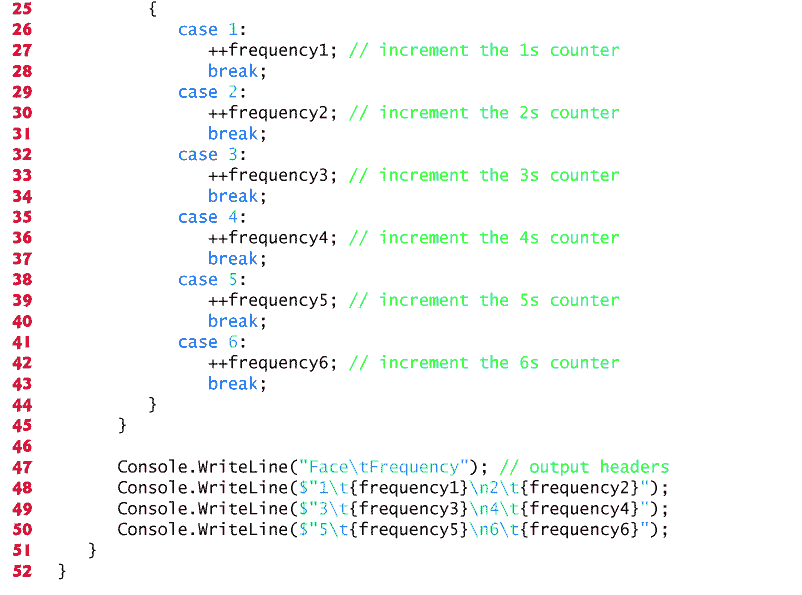 25 {
26 case 1:
27 ++frequency1; // increment the 1s counter
28 break;
29 case 2:
30 ++frequency2; // increment the 2s counter
31 break;
32 case 3:
33 ++frequency3; // increment the 3s counter
34 break;
35 case 4:
36 ++frequency4; // increment the 4s counter
37 break;
38 case 5:
39 ++frequency5; // increment the 5s counter
40 break;
41 case 6:
42 ++frequency6; // increment the 6s counter
43 break;
44 }
45 }
46
47 Console.WriteLine("Face\tFrequency"); // output headers
48 Console.WriteLine($"1\t{frequency1}\n2\t{frequency2}");
49 Console.WriteLine($"3\t{frequency3}\n4\t{frequency4}");
50 Console.WriteLine($"5\t{frequency5}\n6\t{frequency6}");
51 }
52 }